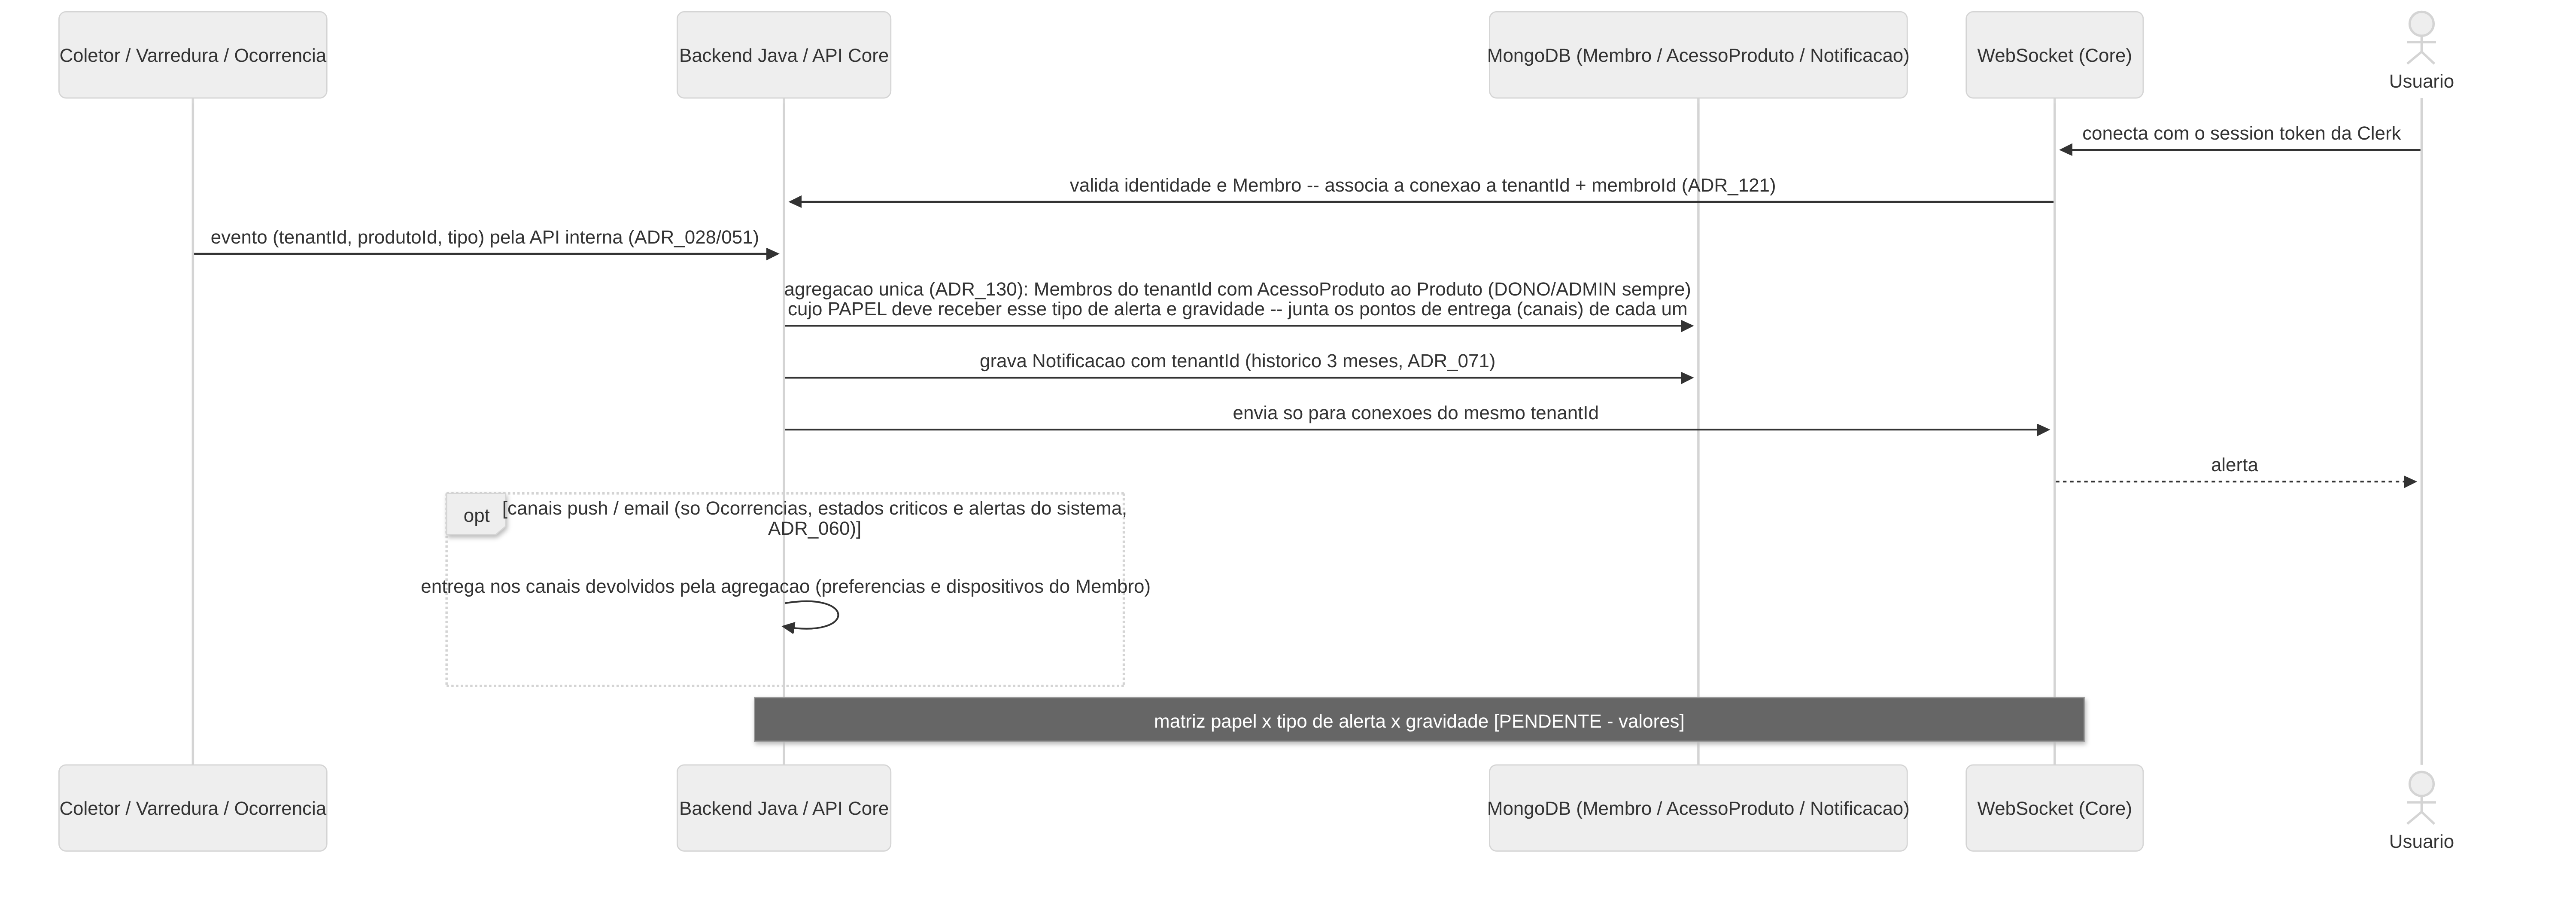 Coletor / Varredura / Ocorrencia
Backend Java / API Core
MongoDB (Membro / AcessoProduto / Notificacao)
WebSocket (Core)
Usuario
conecta com o session token da Clerk
valida identidade e Membro -- associa a conexao a tenantId + membroId (ADR_121)
evento (tenantId, produtoId, tipo) pela API interna (ADR_028/051)
agregacao unica (ADR_130): Membros do tenantId com AcessoProduto ao Produto (DONO/ADMIN sempre)
cujo PAPEL deve receber esse tipo de alerta e gravidade -- junta os pontos de entrega (canais) de cada um
grava Notificacao com tenantId (historico 3 meses, ADR_071)
envia so para conexoes do mesmo tenantId
alerta
opt
[canais push / email (so Ocorrencias, estados criticos e alertas do sistema,
ADR_060)]
entrega nos canais devolvidos pela agregacao (preferencias e dispositivos do Membro)
matriz papel x tipo de alerta x gravidade [PENDENTE - valores]
Coletor / Varredura / Ocorrencia
Backend Java / API Core
MongoDB (Membro / AcessoProduto / Notificacao)
WebSocket (Core)
Usuario